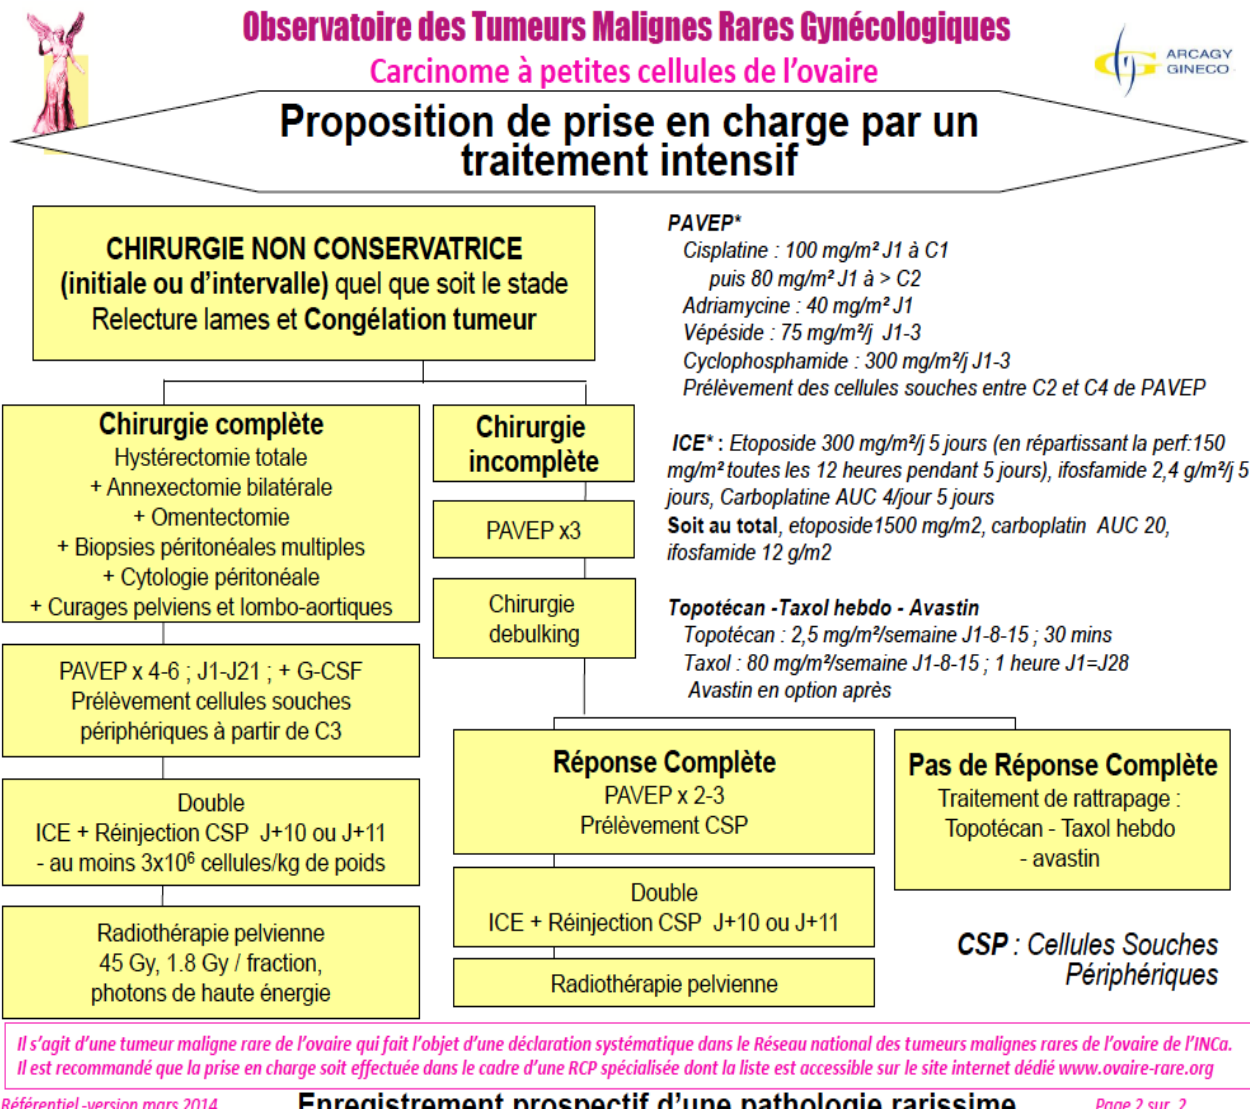 Observatoire des Tumeurs Malignes Rares Gynécologiques
Carcinome à petites cellules de l'ovaire
ARCAGY
GINECO
Proposition de prise en charge par un
traitement intensif
CHIRURGIE NON CONSERVATRICE
(initiale ou d'intervalle) quel que soit le stade
Relecture lames et Congélation tumeur
Chirurgie complète
Hystérectomie totale
+ Annexectomie bilatérale
+ Omentectomie
+ Biopsies péritonéales multiples
+ Cytologie péritonéale
+ Curages pelviens et lombo-aortiques
PAVEP x 4-6 ; J1-J21 ; + G-CSF
Prélèvement cellules souches
périphériques à partir de C3
Double
ICE + Réinjection CSP J+10 ou J+11
- au moins 3x10⁶ cellules/kg de poids
Radiothérapie pelvienne
45 Gy, 1.8 Gy / fraction,
photons de haute énergie
Chirurgie
incomplète
PAVEP x3
Chirurgie
debulking
Réponse Complète
PAVEP x 2-3
Prélèvement CSP
Double
ICE + Réinjection CSP J+10 ou J+11
Radiothérapie pelvienne
Pas de Réponse Complète
Traitement de rattrapage :
Topotécan - Taxol hebdo
- avastin
PAVEP*
Cisplatine : 100 mg/m² J1 à C1
puis 80 mg/m² J1 à > C2
Adriamycine : 40 mg/m² J1
Vépéside : 75 mg/m²/j J1-3
Cyclophosphamide : 300 mg/m²/j J1-3
Prélèvement des cellules souches entre C2 et C4 de PAVEP
ICE* : Etoposide 300 mg/m²/j 5 jours (en répartissant la perf:150
mg/m² toutes les 12 heures pendant 5 jours), ifosfamide 2,4 g/m²/j 5
jours, Carboplatine AUC 4/jour 5 jours
Soit au total, etoposide1500 mg/m2, carboplatin AUC 20,
ifosfamide 12 g/m2
Topotécan -Taxol hebdo - Avastin
Topotécan : 2,5 mg/m²/semaine J1-8-15 ; 30 mins
Taxol : 80 mg/m²/semaine J1-8-15 ; 1 heure J1=J28
Avastin en option après
CSP : Cellules Souches
Périphériques
Il s'agit d'une tumeur maligne rare de l'ovaire qui fait l'objet d'une déclaration systématique dans le Réseau national des tumeurs malignes rares de l'ovaire de l'INCa.
Il est recommandé que la prise en charge soit effectuée dans le cadre d'une RCP spécialisée dont la liste est accessible sur le site internet dédié www.ovaire-rare.org
Référentiel -version mars 2014
Enregistrement prospectif d'une pathologie rarissime
Page 2 sur 2